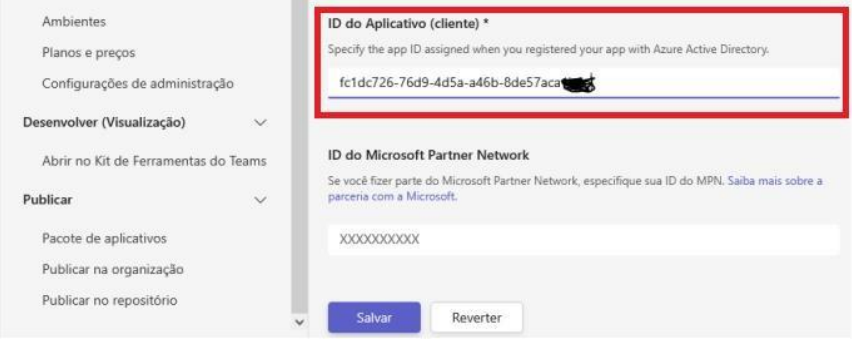 Ambientes
Planos e preços
Configurações de administração
Desenvolver (Visualização)
Abrir no Kit de Ferramentas do Teams
Publicar
Pacote de aplicativos
Publicar na organização
Publicar no repositório
ID do Aplicativo (cliente) *
Specify the app ID assigned when you registered your app with Azure Active Directory.
fc1dc726-76d9-4d5a-a46b-8de57aca
ID do Microsoft Partner Network
Se você fizer parte do Microsoft Partner Network, especifique sua ID do MPN. Saiba mais sobre a
parceria com a Microsoft.
XXXXXXXXXX
Salvar
Reverter